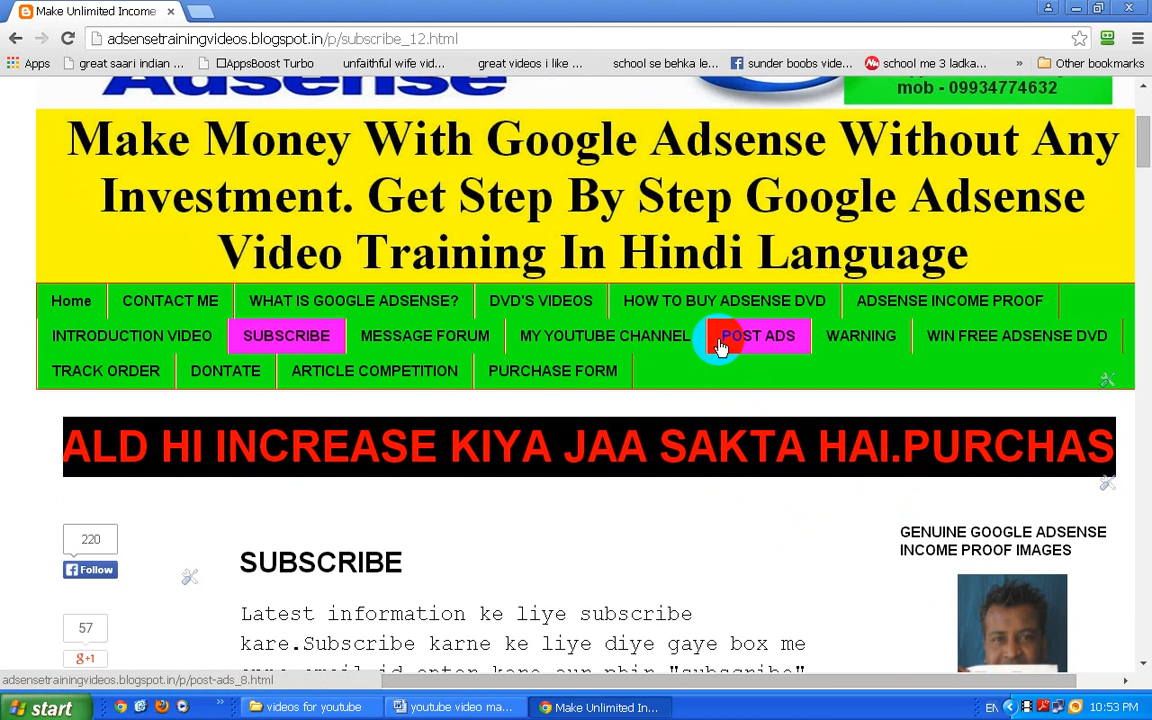 Make Unlimited Income
adsensetrainingvideos.blogspot.in/p/subscribe_12.html
Apps great saari indian ... AppsBoost Turbo unfaithful wife vid... great videos i like ... school se behka le... sunder boobs vide... school me 3 ladka... » Other bookmarks
Adsense
mob - 09934774632
Make Money With Google Adsense Without Any
Investment. Get Step By Step Google Adsense
Video Training In Hindi Language
Home CONTACT ME WHAT IS GOOGLE ADSENSE? DVD'S VIDEOS HOW TO BUY ADSENSE DVD ADSENSE INCOME PROOF
INTRODUCTION VIDEO SUBSCRIBE MESSAGE FORUM MY YOUTUBE CHANNEL POST ADS WARNING WIN FREE ADSENSE DVD
TRACK ORDER DONTATE ARTICLE COMPETITION PURCHASE FORM
ALD HI INCREASE KIYA JAA SAKTA HAI.PURCHAS
220
Follow
57
g+1
SUBSCRIBE
Latest information ke liye subscribe
kare.Subscribe karne ke liye diye gaye box me
GENUINE GOOGLE ADSENSE
INCOME PROOF IMAGES
adsensetrainingvideos.blogspot.in/p/post-ads_8.html
start » videos for youtube youtube video ma... Make Unlimited In... EN 10:53 PM